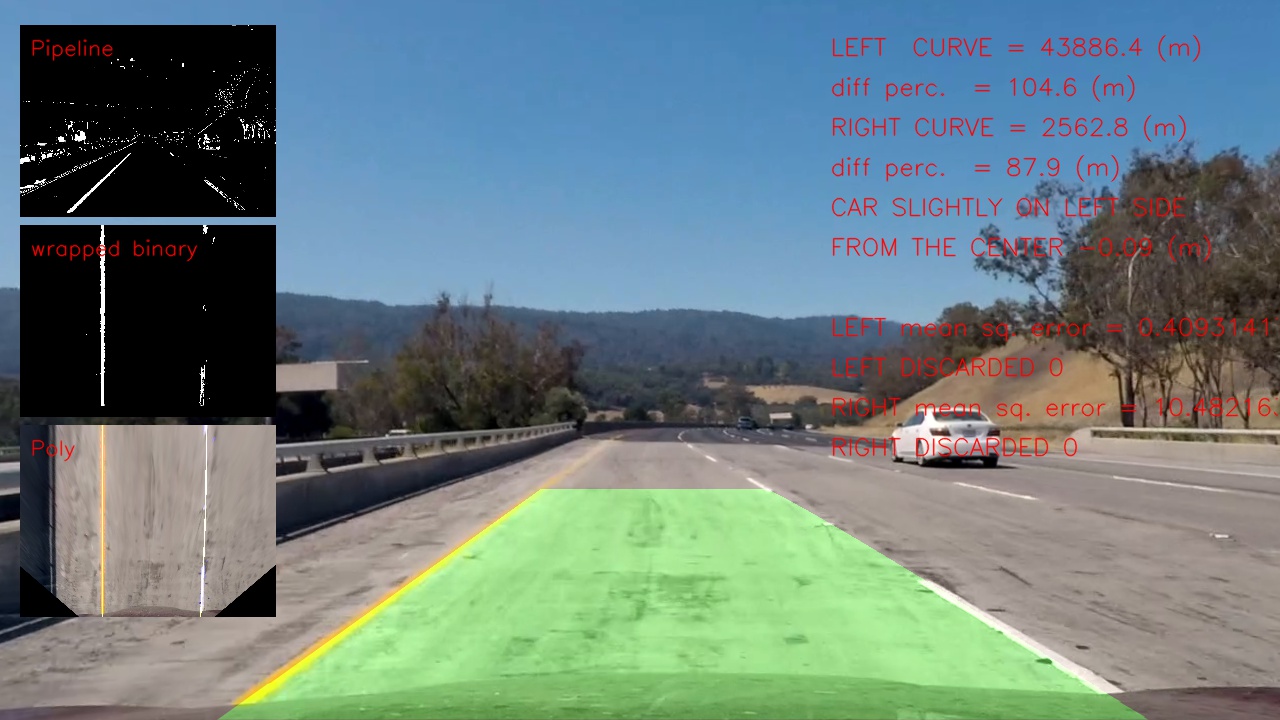 Pipeline
wrapped binary
Poly
LEFT CURVE = 43886.4 (m)
diff perc. = 104.6 (m)
RIGHT CURVE = 2562.8 (m)
diff perc. = 87.9 (m)
CAR SLIGHTLY ON LEFT SIDE
FROM THE CENTER -0.09 (m)
LEFT mean sq. error = 0.4093141
LEFT DISCARDED 0
RIGHT mean sq. error = 10.48216.
RIGHT DISCARDED 0